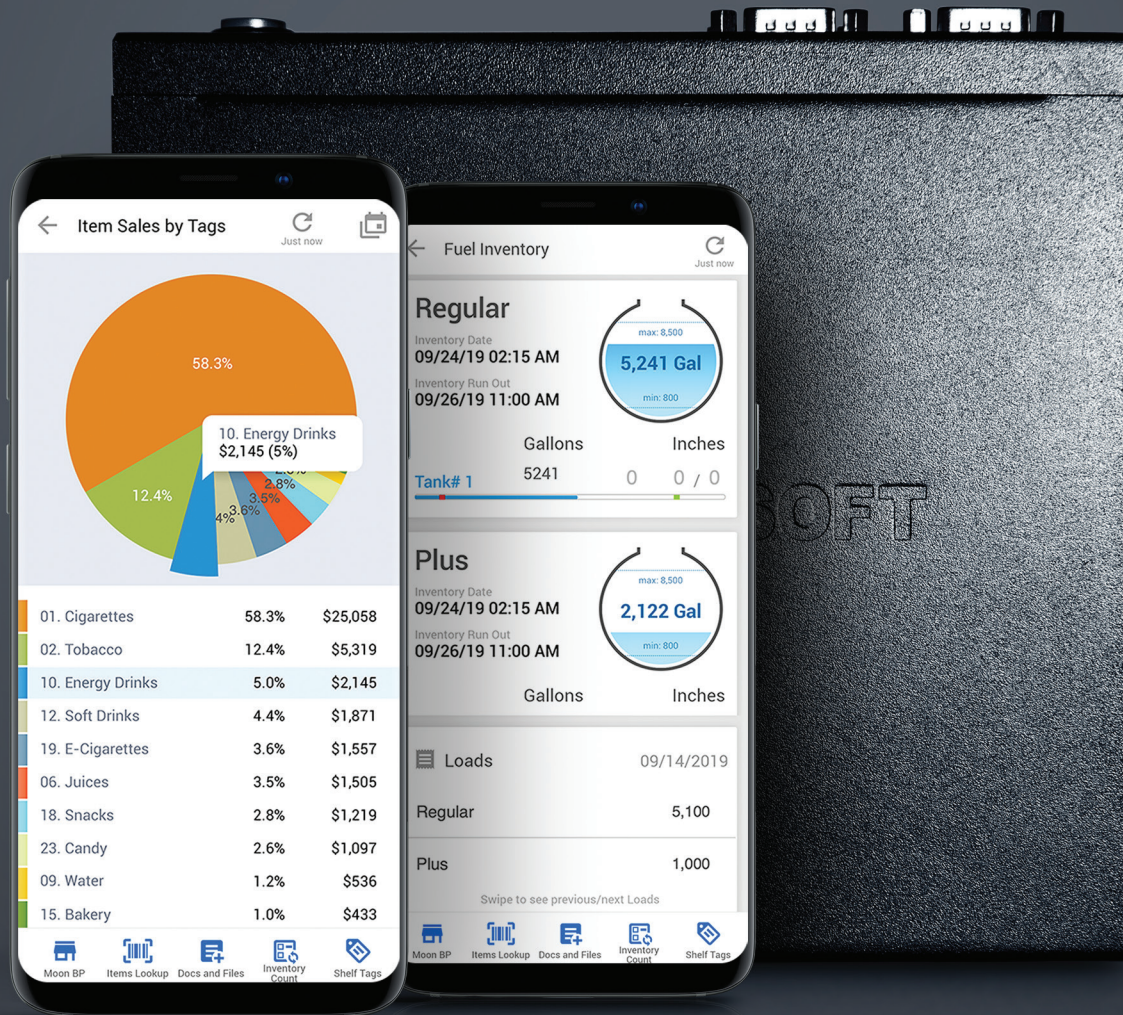 Item Sales by Tags
Just now
58.3%
10. Energy Drinks
$2,145 (5%)
12.4%
2.8%
3.5%
3.6%
4%
01. Cigarettes 58.3% $25,058
02. Tobacco 12.4% $5,319
10. Energy Drinks 5.0% $2,145
12. Soft Drinks 4.4% $1,871
19. E-Cigarettes 3.6% $1,557
06. Juices 3.5% $1,505
18. Snacks 2.8% $1,219
23. Candy 2.6% $1,097
09. Water 1.2% $536
15. Bakery 1.0% $433
Moon BP Items Lookup Docs and Files Inventory Count Shelf Tags
Fuel Inventory
Just now
Regular
Inventory Date
09/24/19 02:15 AM
Inventory Run Out
09/26/19 11:00 AM
max: 8,500
5,241 Gal
min: 800
Gallons Inches
Tank# 1 5241 0 0 / 0
Plus
Inventory Date
09/24/19 02:15 AM
Inventory Run Out
09/26/19 11:00 AM
max: 8,500
2,122 Gal
min: 800
Gallons Inches
Loads 09/14/2019
Regular 5,100
Plus 1,000
Swipe to see previous/next Loads
Moon BP Items Lookup Docs and Files Inventory Count Shelf Tags
SOFT